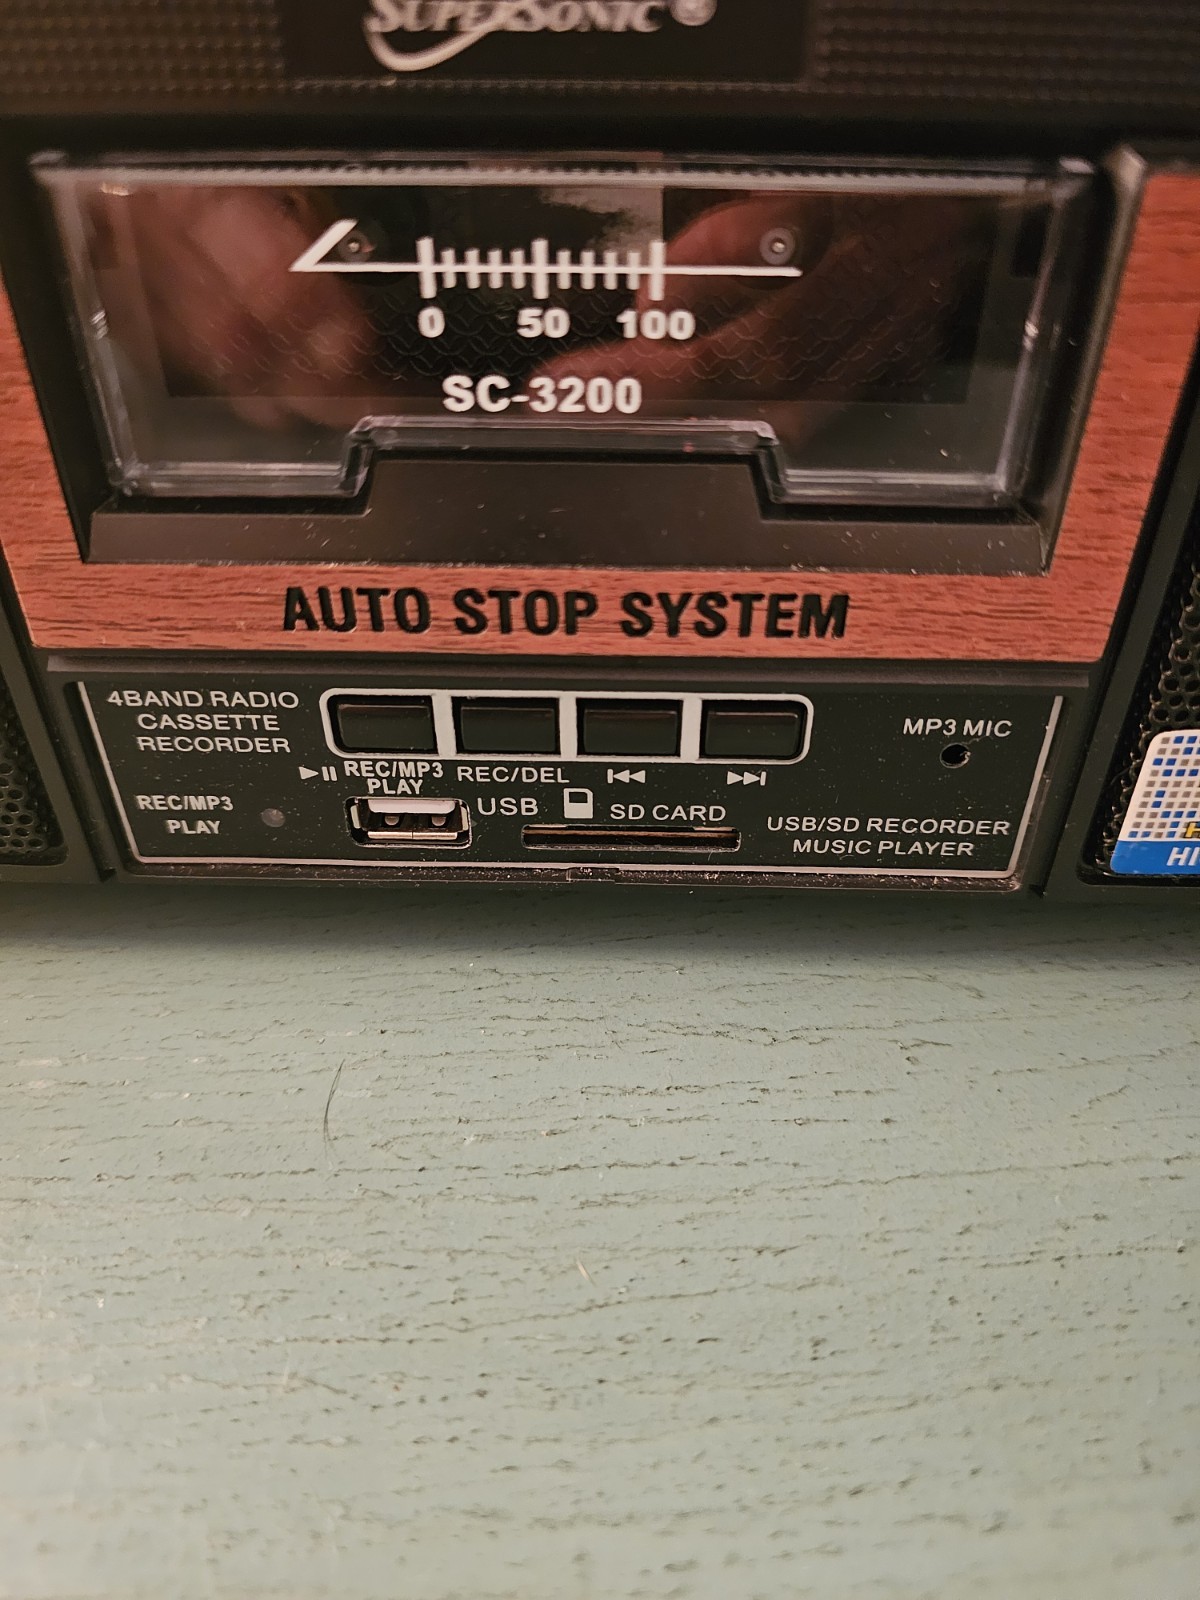 SUPERSONIC®
0 50 100
SC-3200
AUTO STOP SYSTEM
4BAND RADIO
CASSETTE
RECORDER
▶⏸ REC/MP3
PLAY
REC/DEL
⏮
⏭
MP3 MIC
REC/MP3
PLAY
USB
SD CARD
USB/SD RECORDER
MUSIC PLAYER